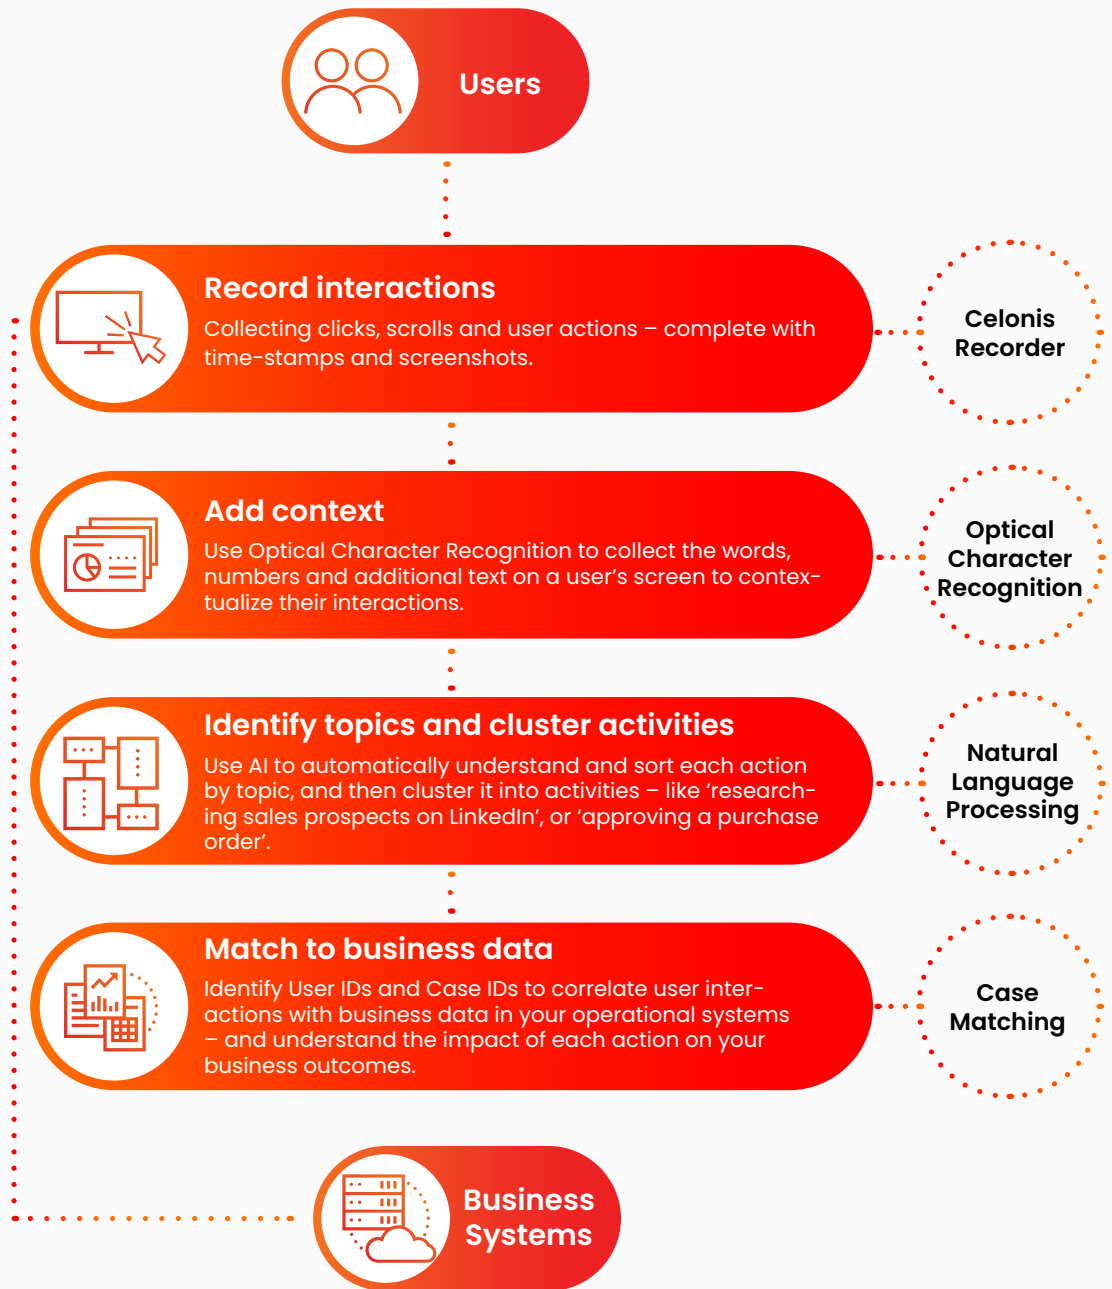 Users
Record interactions
Collecting clicks, scrolls and user actions – complete with
time-stamps and screenshots.
Celonis
Recorder
Add context
Use Optical Character Recognition to collect the words,
numbers and additional text on a user’s screen to contex-
tualize their interactions.
Optical
Character
Recognition
Identify topics and cluster activities
Use AI to automatically understand and sort each action
by topic, and then cluster it into activities – like ‘research-
ing sales prospects on LinkedIn’, or ‘approving a purchase
order’.
Natural
Language
Processing
Match to business data
Identify User IDs and Case IDs to correlate user inter-
actions with business data in your operational systems
– and understand the impact of each action on your
business outcomes.
Case
Matching
Business
Systems